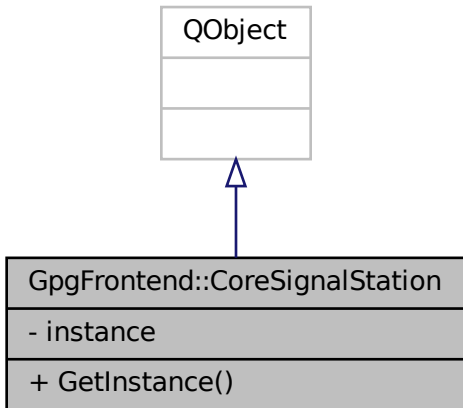 QObject
GpgFrontend::CoreSignalStation
- instance
+ GetInstance()